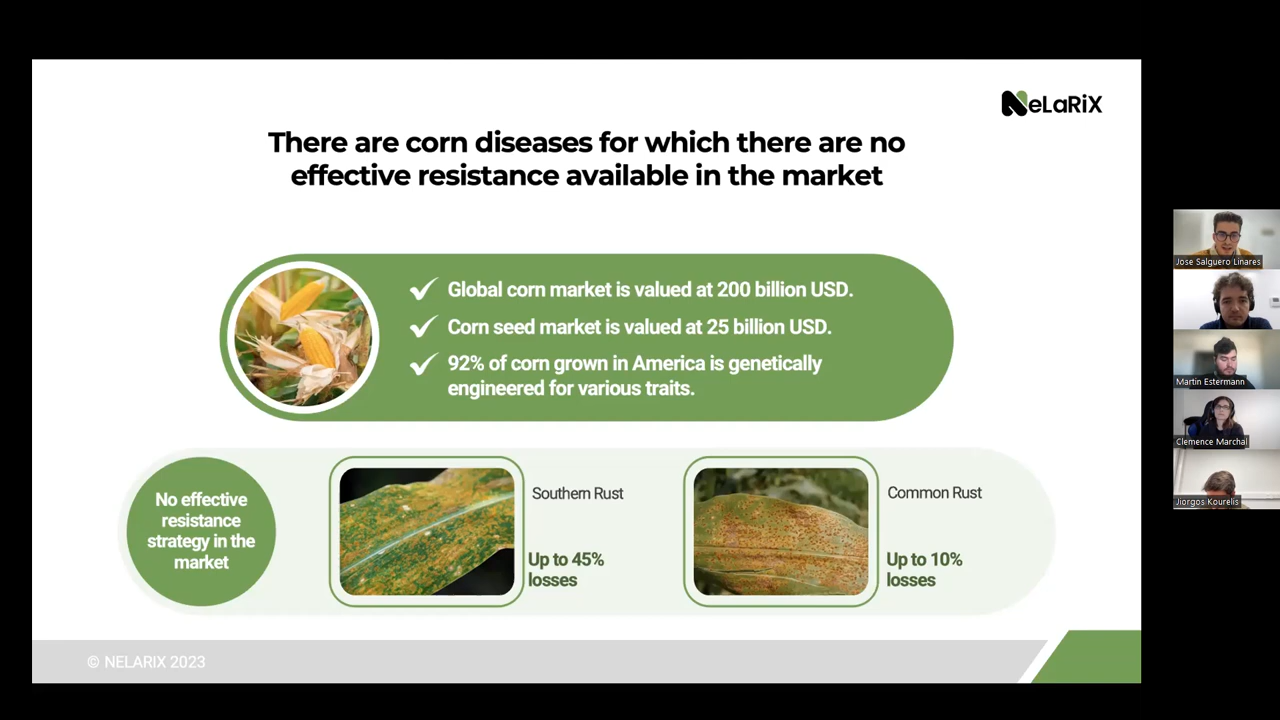 NeLaRiX
There are corn diseases for which there are no
effective resistance available in the market
Global corn market is valued at 200 billion USD.
Corn seed market is valued at 25 billion USD.
92% of corn grown in America is genetically
engineered for various traits.
No effective
resistance
strategy in the
market
Southern Rust
Up to 45%
losses
Common Rust
Up to 10%
losses
© NELARIX 2023
Jose Salguero Linares
Martin Estermann
Clemence Marchal
Jiorgos Kourelis